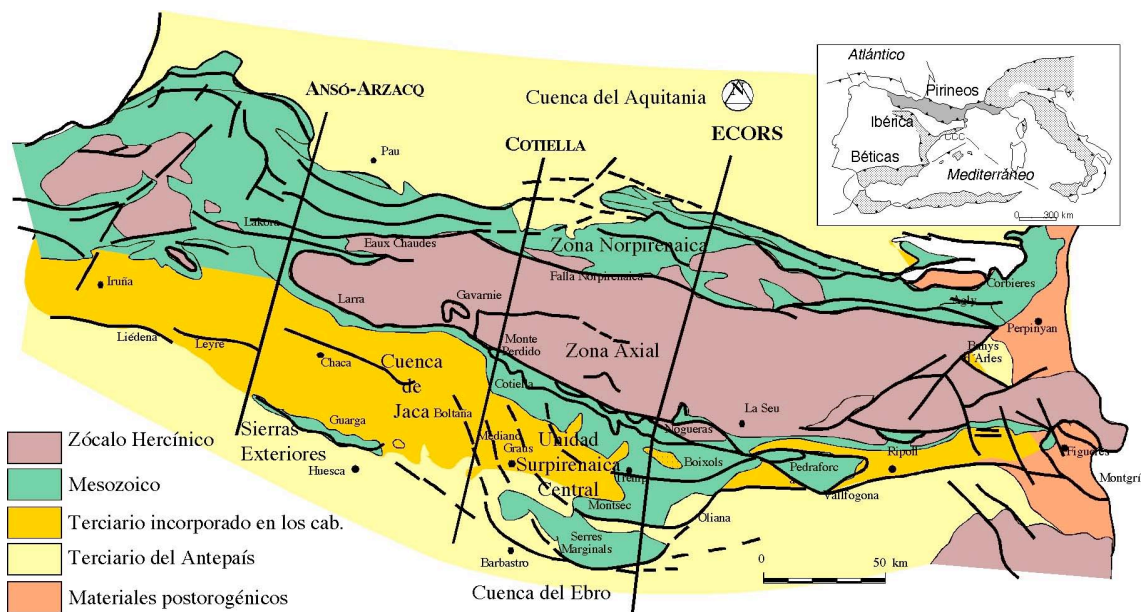 Atlántico
Pirineos
Ibérica
Béticas
Mediterráneo
0 300 km
ANSÓ-ARZACQ
Cuenca del Aquitania
N
COTIELLA
ECORS
Pau
Lakora
Eaux Chaudes
Zona Norpirenaica
Falla Norpirenaica
Corbieres
Agly
Perpinyan
Iruña
Larra
Gavarnie
Monte
Perdido
Zona Axial
Banys
d'Arles
Liédena
Leyre
Chaca
Cuenca
de
Jaca
Cotiella
La Seu
Boltaña
Guarga
Nogueras
Sierras
Exteriores
Mediano
Graus
Unidad
Surpirenaica
Central
Boixols
Tremp
Pedraforc
Ripoll
Figueres
Montgrí
Vallfogona
Huesca
Montsec
Oliana
Serres
Marginals
Barbastro
Cuenca del Ebro
0 50
km
Zócalo Hercínico
Mesozoico
Terciario incorporado en los cab.
Terciario del Antepaís
Materiales postorogénicos